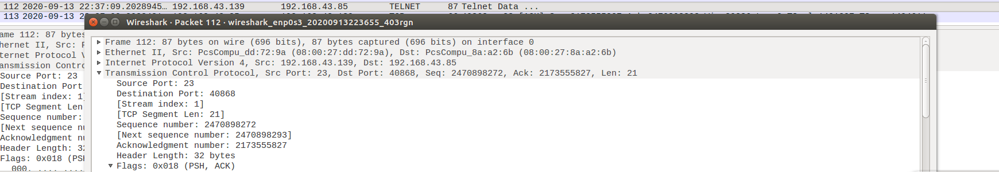 112 2020-09-13 22:37:09.2028945… 192.168.43.139 192.168.43.85 TELNET 87 Telnet Data ...
113 2020-09-13 2
Wireshark · Packet 112 · wireshark_enp0s3_20200913223655_403rgn
ame 112: 87 bytes
hernet II, Src: P
ternet Protocol V
ansmission Contro
Source Port: 23
Destination Port
[Stream index: 1]
[TCP Segment Len
Sequence number:
[Next sequence nu
Acknowledgment nu
Header Length: 32
Flags: 0x018 (PSH
000. .... ....
Frame 112: 87 bytes on wire (696 bits), 87 bytes captured (696 bits) on interface 0
Ethernet II, Src: PcsCompu_dd:72:9a (08:00:27:dd:72:9a), Dst: PcsCompu_8a:a2:6b (08:00:27:8a:a2:6b)
Internet Protocol Version 4, Src: 192.168.43.139, Dst: 192.168.43.85
Transmission Control Protocol, Src Port: 23, Dst Port: 40868, Seq: 2470898272, Ack: 2173555827, Len: 21
Source Port: 23
Destination Port: 40868
[Stream index: 1]
[TCP Segment Len: 21]
Sequence number: 2470898272
[Next sequence number: 2470898293]
Acknowledgment number: 2173555827
Header Length: 32 bytes
Flags: 0x018 (PSH, ACK)